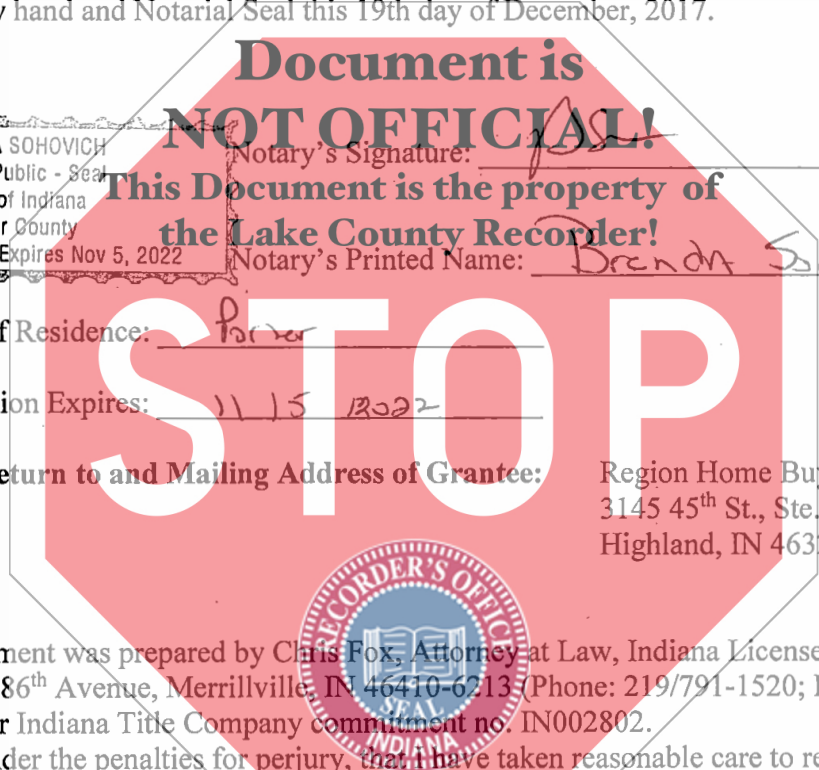 hand and Notarial Seal this 19th day of December, 2017.
Document is
NOT OFFICIAL!
SOHOVICH
Public - Seal
of Indiana
r County
Expires Nov 5, 2022
Notary's Signature:
This Document is the property of
the Lake County Recorder!
Notary's Printed Name: Brenda
f Residence: Porter
ion Expires: 11/5/2022
STOP
eturn to and Mailing Address of Grantee:
Region Home Buy
3145 45th St., Ste.
Highland, IN 463
RECORDER'S OFFICE
SEAL
INDIANA
ment was prepared by Chris Fox, Attorney at Law, Indiana License
86th Avenue, Merrillville, IN 46410-6213 (Phone: 219/791-1520;
r Indiana Title Company commitment no. IN002802.
der the penalties for perjury, that I have taken reasonable care to re